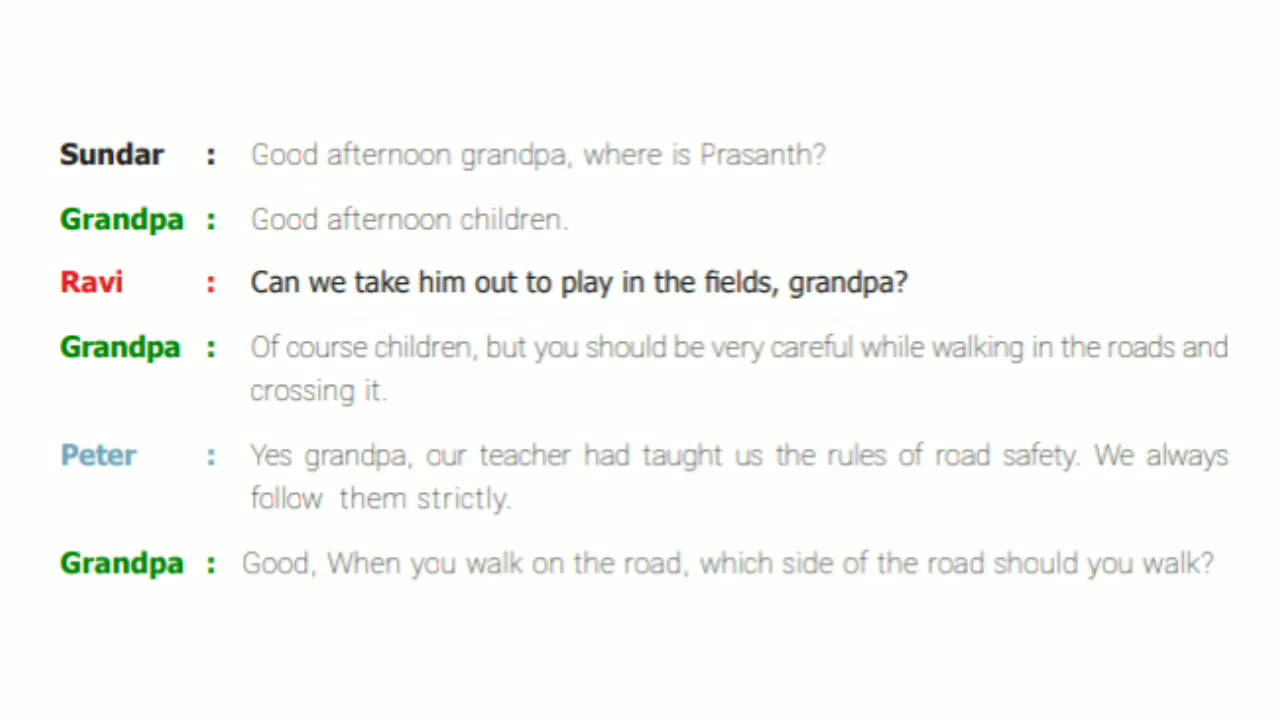 Sundar : Good afternoon grandpa, where is Prasanth?
Grandpa : Good afternoon children.
Ravi : Can we take him out to play in the fields, grandpa?
Grandpa : Of course children, but you should be very careful while walking in the roads and
crossing it.
Peter : Yes grandpa, our teacher had taught us the rules of road safety. We always
follow them strictly.
Grandpa : Good, When you walk on the road, which side of the road should you walk?